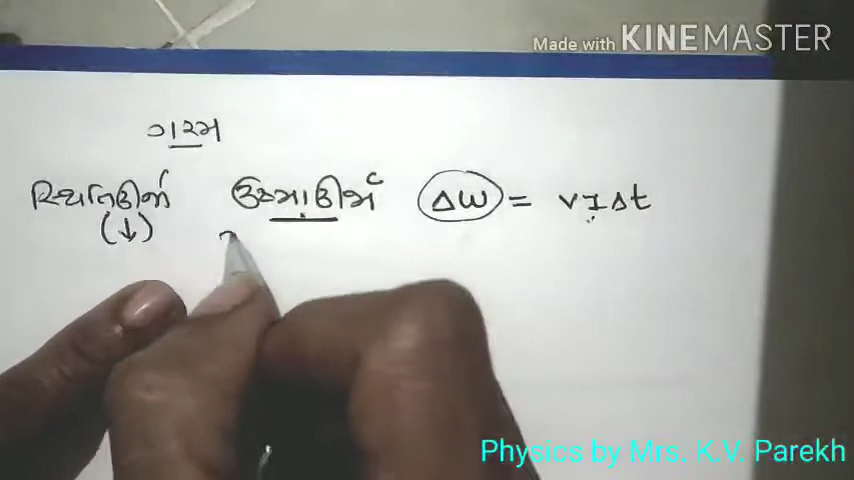 Made with KINEMASTER
ગરમ
સ્થિતિઊર્જા ઉષ્માઊર્જા ΔW = VIΔt
(↓)
Physics by Mrs. K.V. Parekh